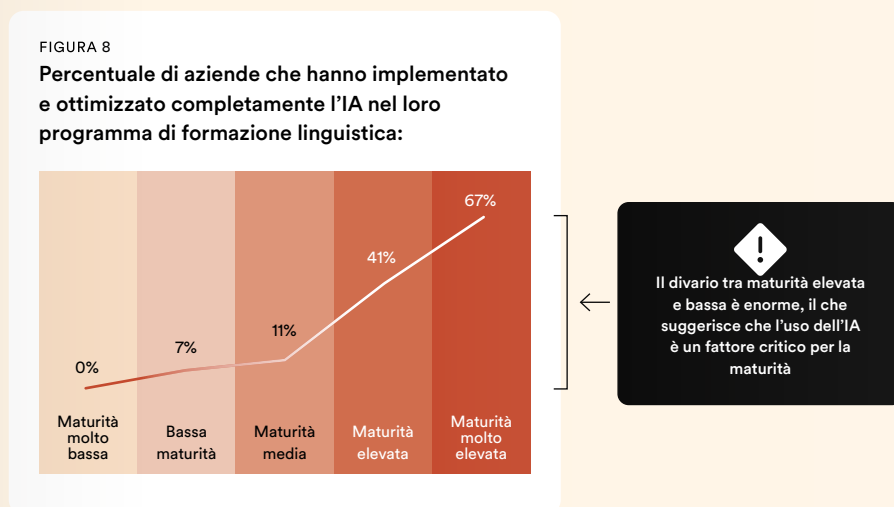 FIGURA 8
Percentuale di aziende che hanno implementato
e ottimizzato completamente l’IA nel loro
programma di formazione linguistica:
0%
7%
11%
41%
67%
Maturità
molto
bassa
Bassa
maturità
Maturità
media
Maturità
elevata
Maturità
molto
elevata
Il divario tra maturità elevata
e bassa è enorme, il che
suggerisce che l’uso dell’IA
è un fattore critico per la
maturità